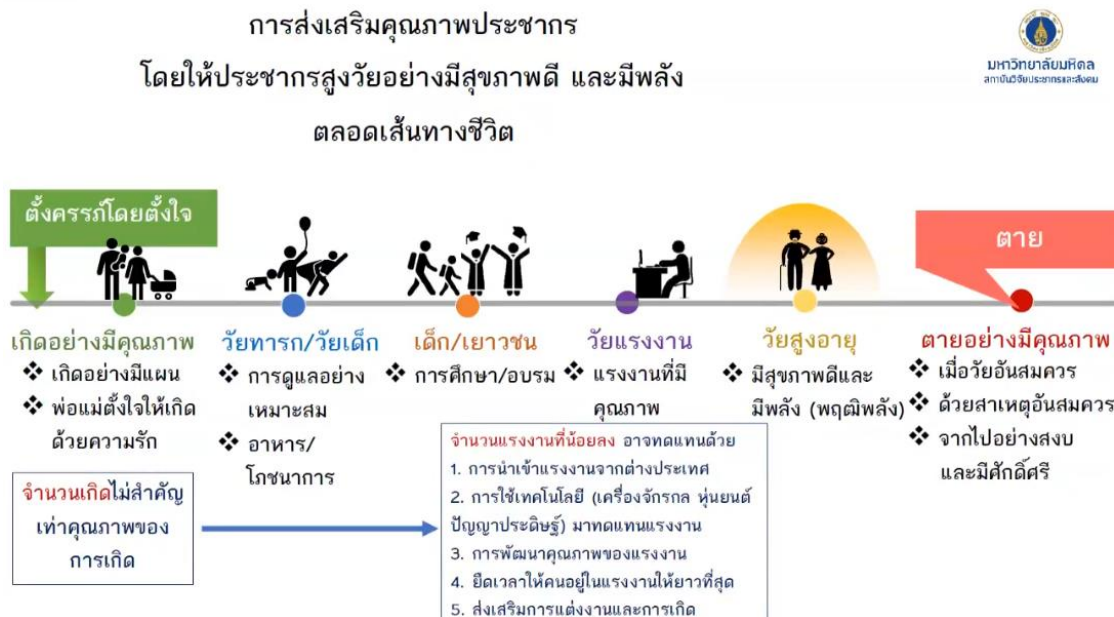 การส่งเสริมคุณภาพประชากร
โดยให้ประชากรสูงวัยอย่างมีสุขภาพดี และมีพลัง
ตลอดเส้นทางชีวิต
มหาวิทยาลัยมหิดล
สถาบันวิจัยประชากรและสังคม
ตั้งครรภ์โดยตั้งใจ
ตาย
เกิดอย่างมีคุณภาพ
❖ เกิดอย่างมีแผน
❖ พ่อแม่ตั้งใจให้เกิด
ด้วยความรัก
วัยทารก/วัยเด็ก
❖ การดูแลอย่าง
เหมาะสม
❖ อาหาร/
โภชนาการ
เด็ก/เยาวชน
❖ การศึกษา/อบรม
วัยแรงงาน
❖ แรงงานที่มี
คุณภาพ
วัยสูงอายุ
❖ มีสุขภาพดีและ
มีพลัง (พฤฒิพลัง)
ตายอย่างมีคุณภาพ
❖ เมื่อวัยอันสมควร
❖ ด้วยสาเหตุอันสมควร
❖ จากไปอย่างสงบ
และมีศักดิ์ศรี
จำนวนเกิดไม่สำคัญ
เท่าคุณภาพของ
การเกิด
จำนวนแรงงานที่น้อยลง อาจทดแทนด้วย
1. การนำเข้าแรงงานจากต่างประเทศ
2. การใช้เทคโนโลยี (เครื่องจักรกล หุ่นยนต์
ปัญญาประดิษฐ์) มาทดแทนแรงงาน
3. การพัฒนาคุณภาพของแรงงาน
4. ยืดเวลาให้คนอยู่ในแรงงานให้ยาวที่สุด
5. ส่งเสริมการแต่งงานและการเกิด